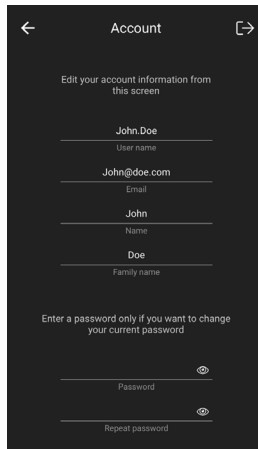 Account
Edit your account information from
this screen
John.Doe
User name
John@doe.com
Email
John
Name
Doe
Family name
Enter a password only if you want to change
your current password
Password
Repeat password